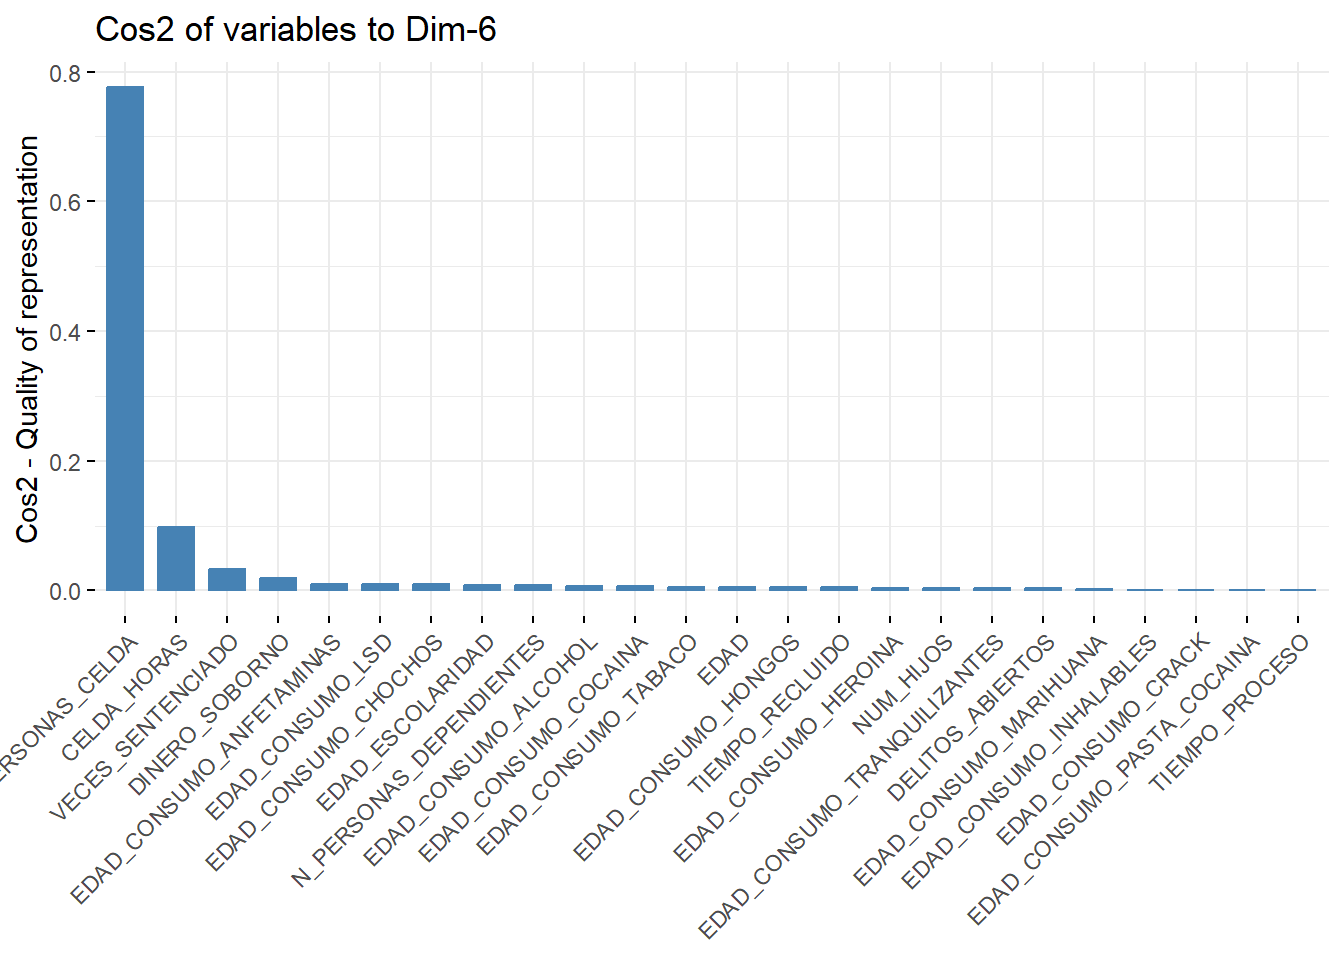 Cos2 of variables to Dim-6
Cos2 - Quality of representation
0.8
0.6
0.4
0.2
0.0
ERSONAS_CELDA
CELDA_HORAS
VECES_SENTENCIADO
DINERO_SOBORNO
EDAD_CONSUMO_ANFETAMINAS
EDAD_CONSUMO_LSD
EDAD_CONSUMO_CHOCHOS
EDAD_ESCOLARIDAD
N_PERSONAS_DEPENDIENTES
EDAD_CONSUMO_ALCOHOL
EDAD_CONSUMO_COCAINA
EDAD_CONSUMO_TABACO
EDAD
EDAD_CONSUMO_HONGOS
TIEMPO_RECLUIDO
EDAD_CONSUMO_HEROINA
NUM_HIJOS
EDAD_CONSUMO_TRANQUILIZANTES
DELITOS_ABIERTOS
EDAD_CONSUMO_MARIHUANA
EDAD_CONSUMO_INHALABLES
EDAD_CONSUMO_CRACK
EDAD_CONSUMO_PASTA_COCAINA
TIEMPO_PROCESO